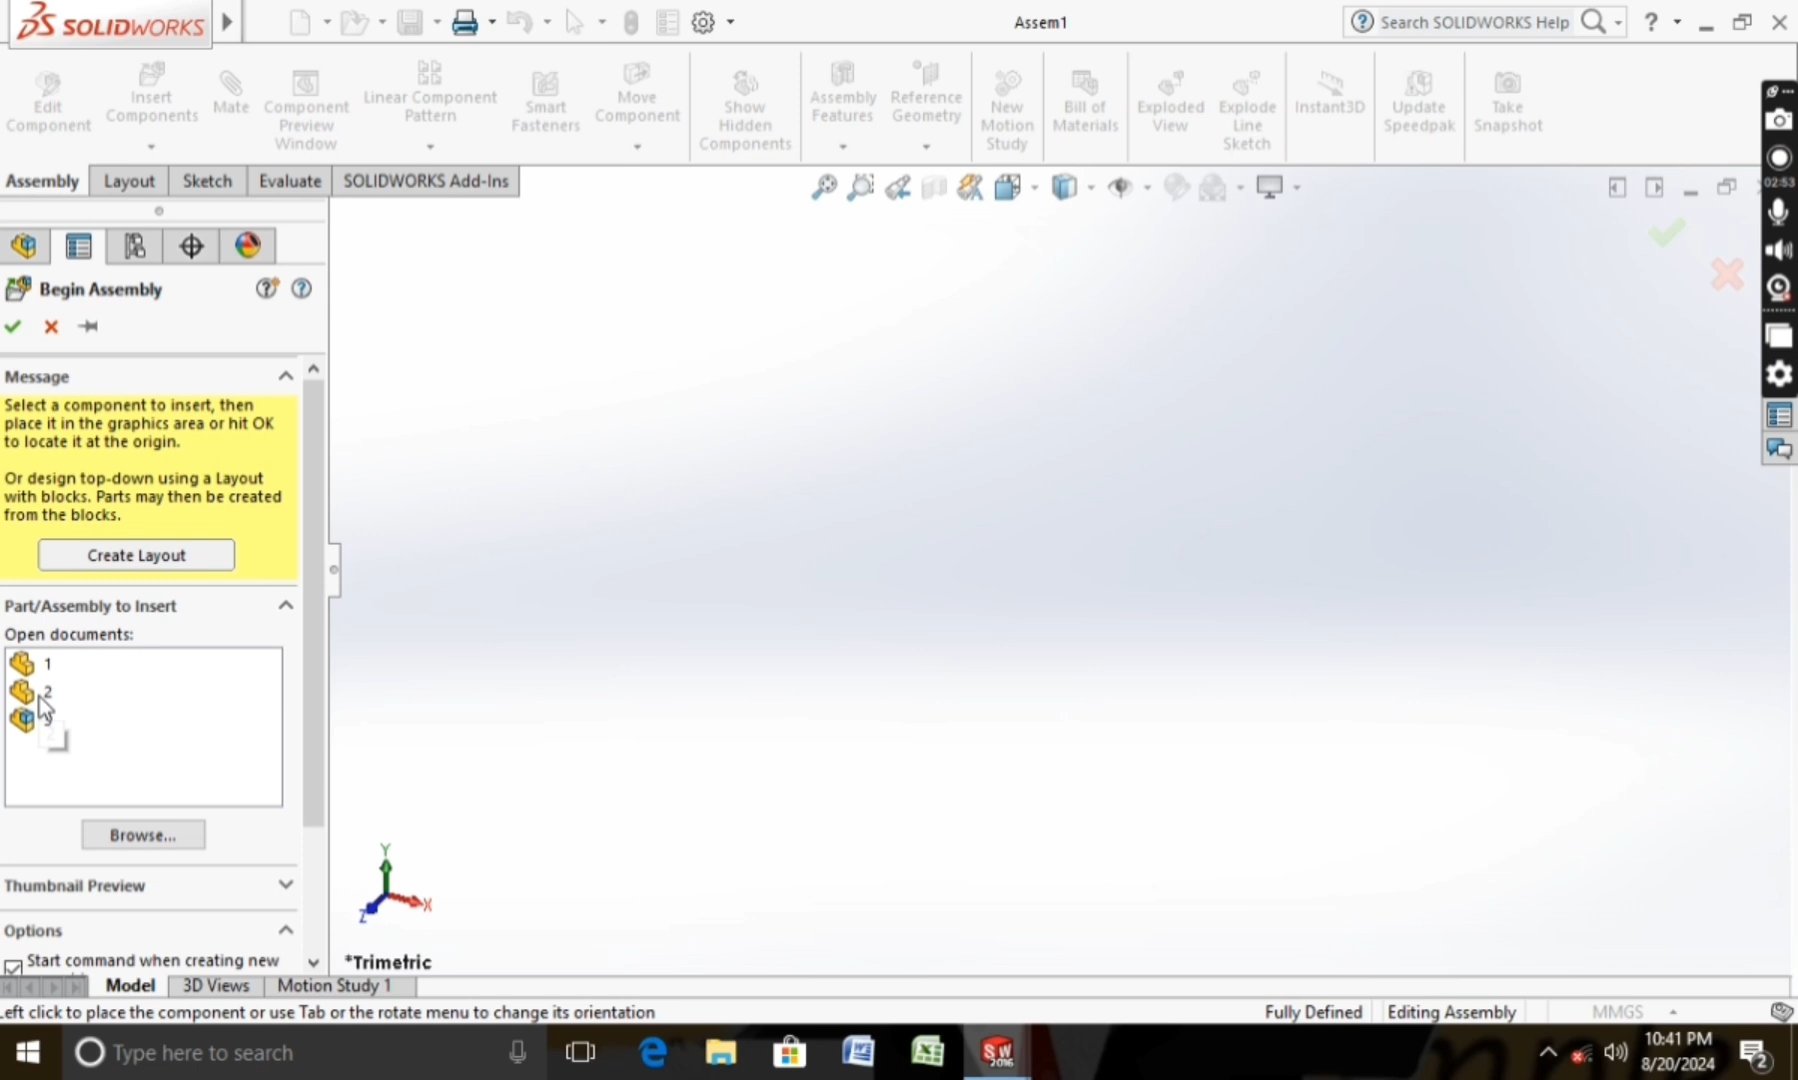 SOLIDWORKS
Assem1
Search SOLIDWORKS Help
?
Edit
Component
Insert
Components
Mate
Component
Preview
Window
Linear Component
Pattern
Smart
Fasteners
Move
Component
Show
Hidden
Components
Assembly
Features
Reference
Geometry
New
Motion
Study
Bill of
Materials
Exploded
View
Explode
Line
Sketch
Instant3D
Update
Speedpak
Take
Snapshot
Assembly
Layout
Sketch
Evaluate
SOLIDWORKS Add-Ins
02:53
Begin Assembly
Message
Select a component to insert, then
place it in the graphics area or hit OK
to locate it at the origin.
Or design top-down using a Layout
with blocks. Parts may then be created
from the blocks.
Create Layout
Part/Assembly to Insert
Open documents:
1
2
Browse...
Thumbnail Preview
Options
Start command when creating new
Y
X
Z
*Trimetric
Model
3D Views
Motion Study 1
Left click to place the component or use Tab or the rotate menu to change its orientation
Fully Defined
Editing Assembly
MMGS
Type here to search
SW
2016
10:41 PM
8/20/2024
2